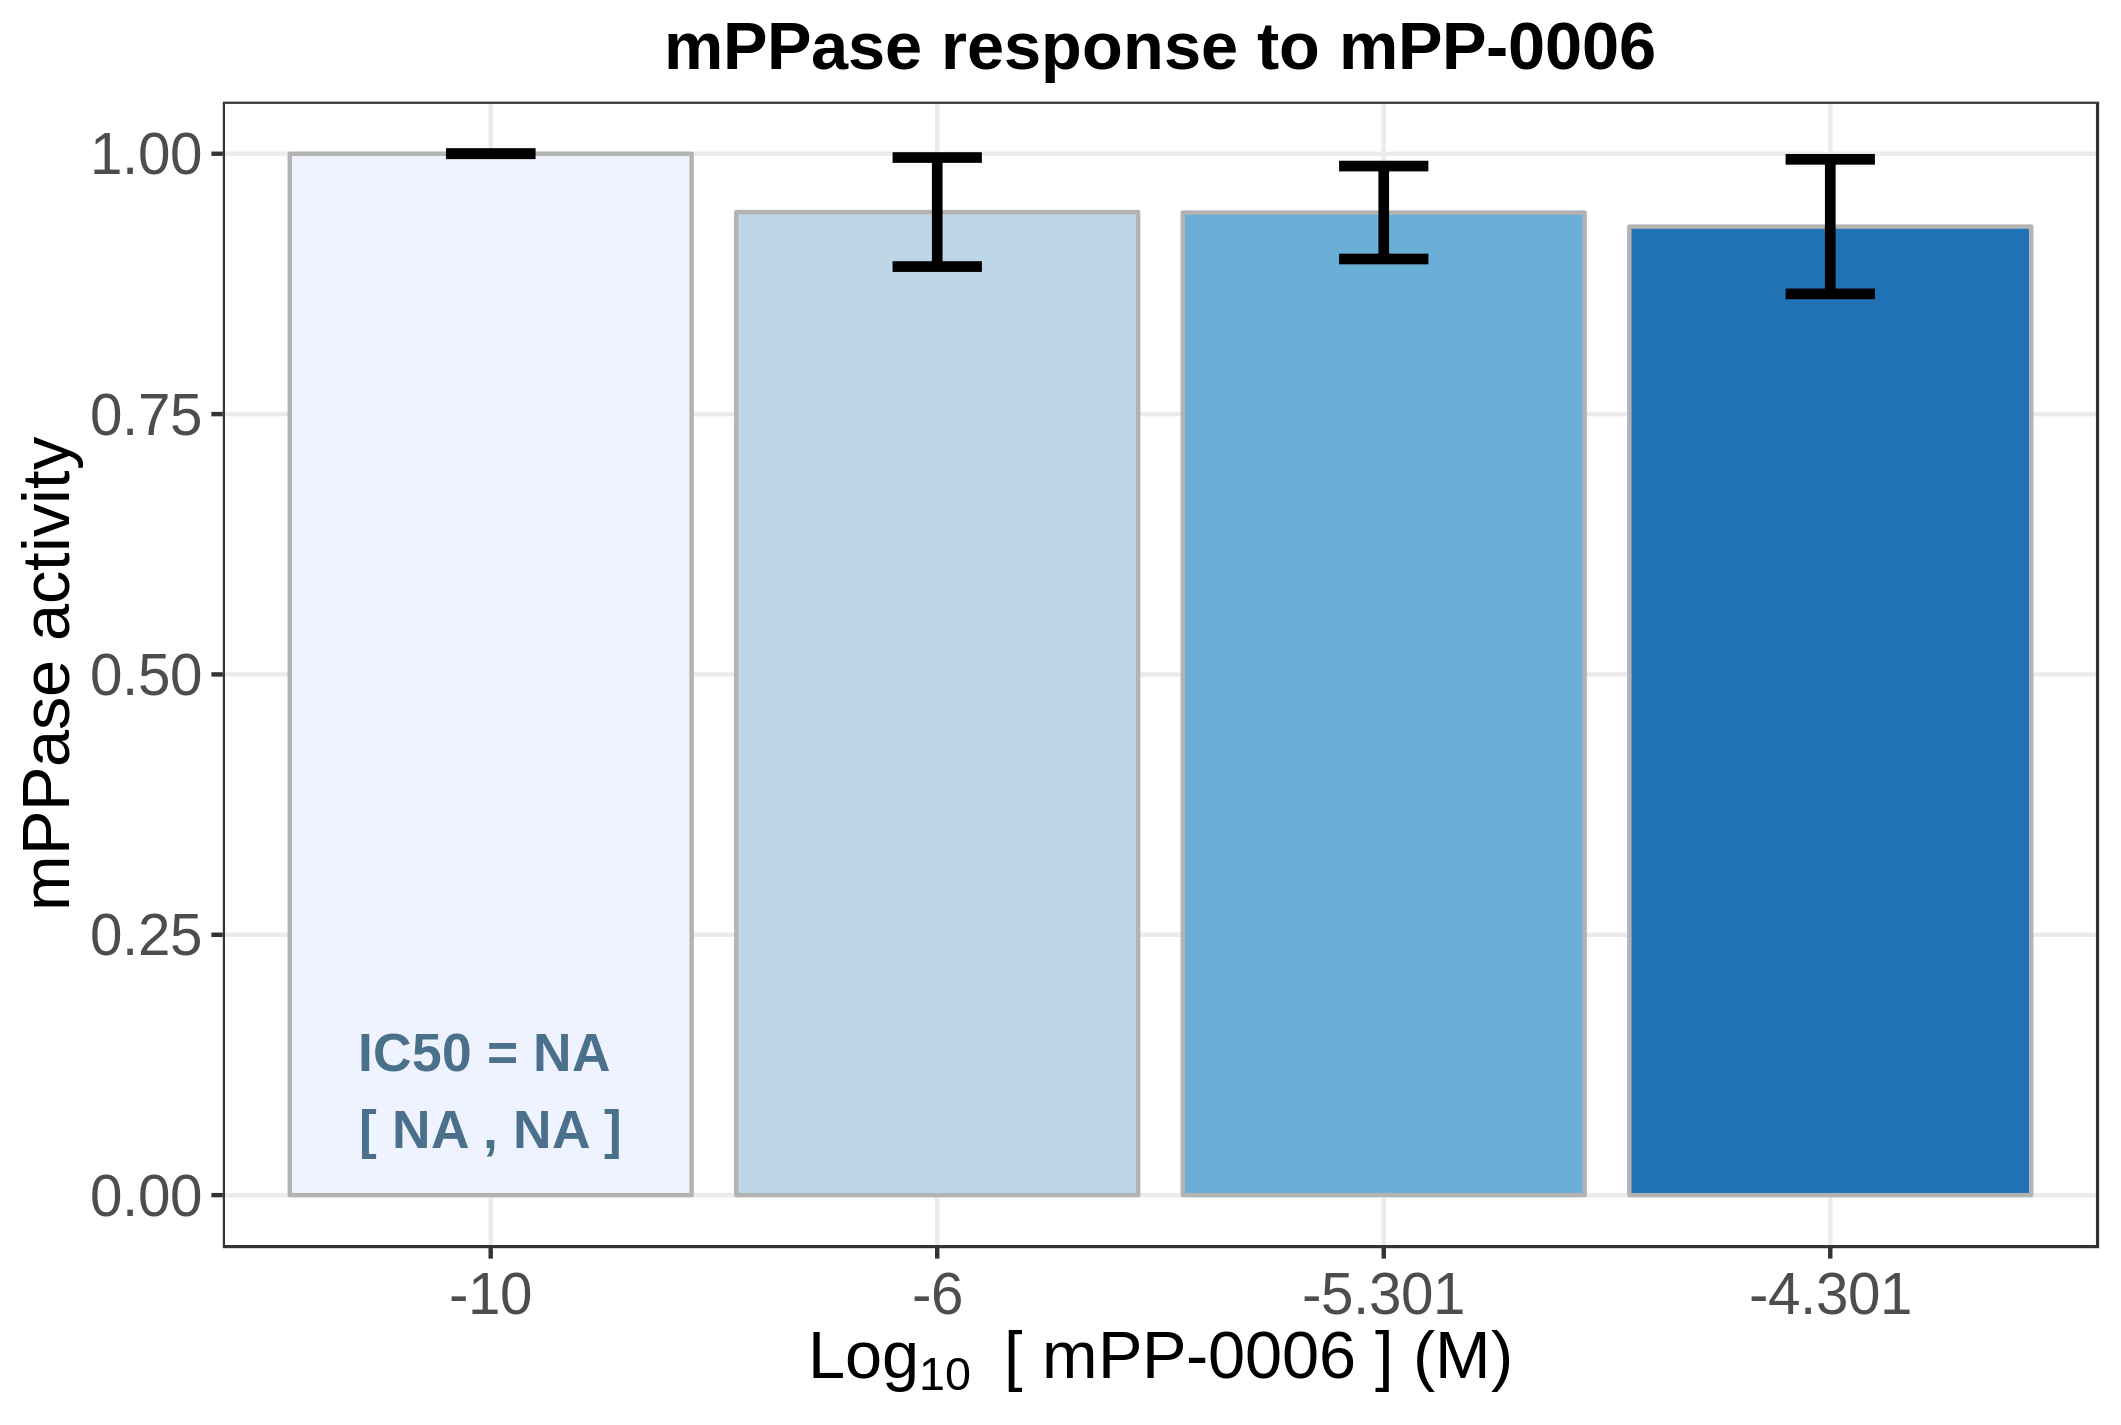 mPPase response to mPP-0006
mPPase activity
1.00
0.75
0.50
0.25
0.00
IC50 = NA
[ NA , NA ]
-10
-6
-5.301
-4.301
Log10 [ mPP-0006 ] (M)